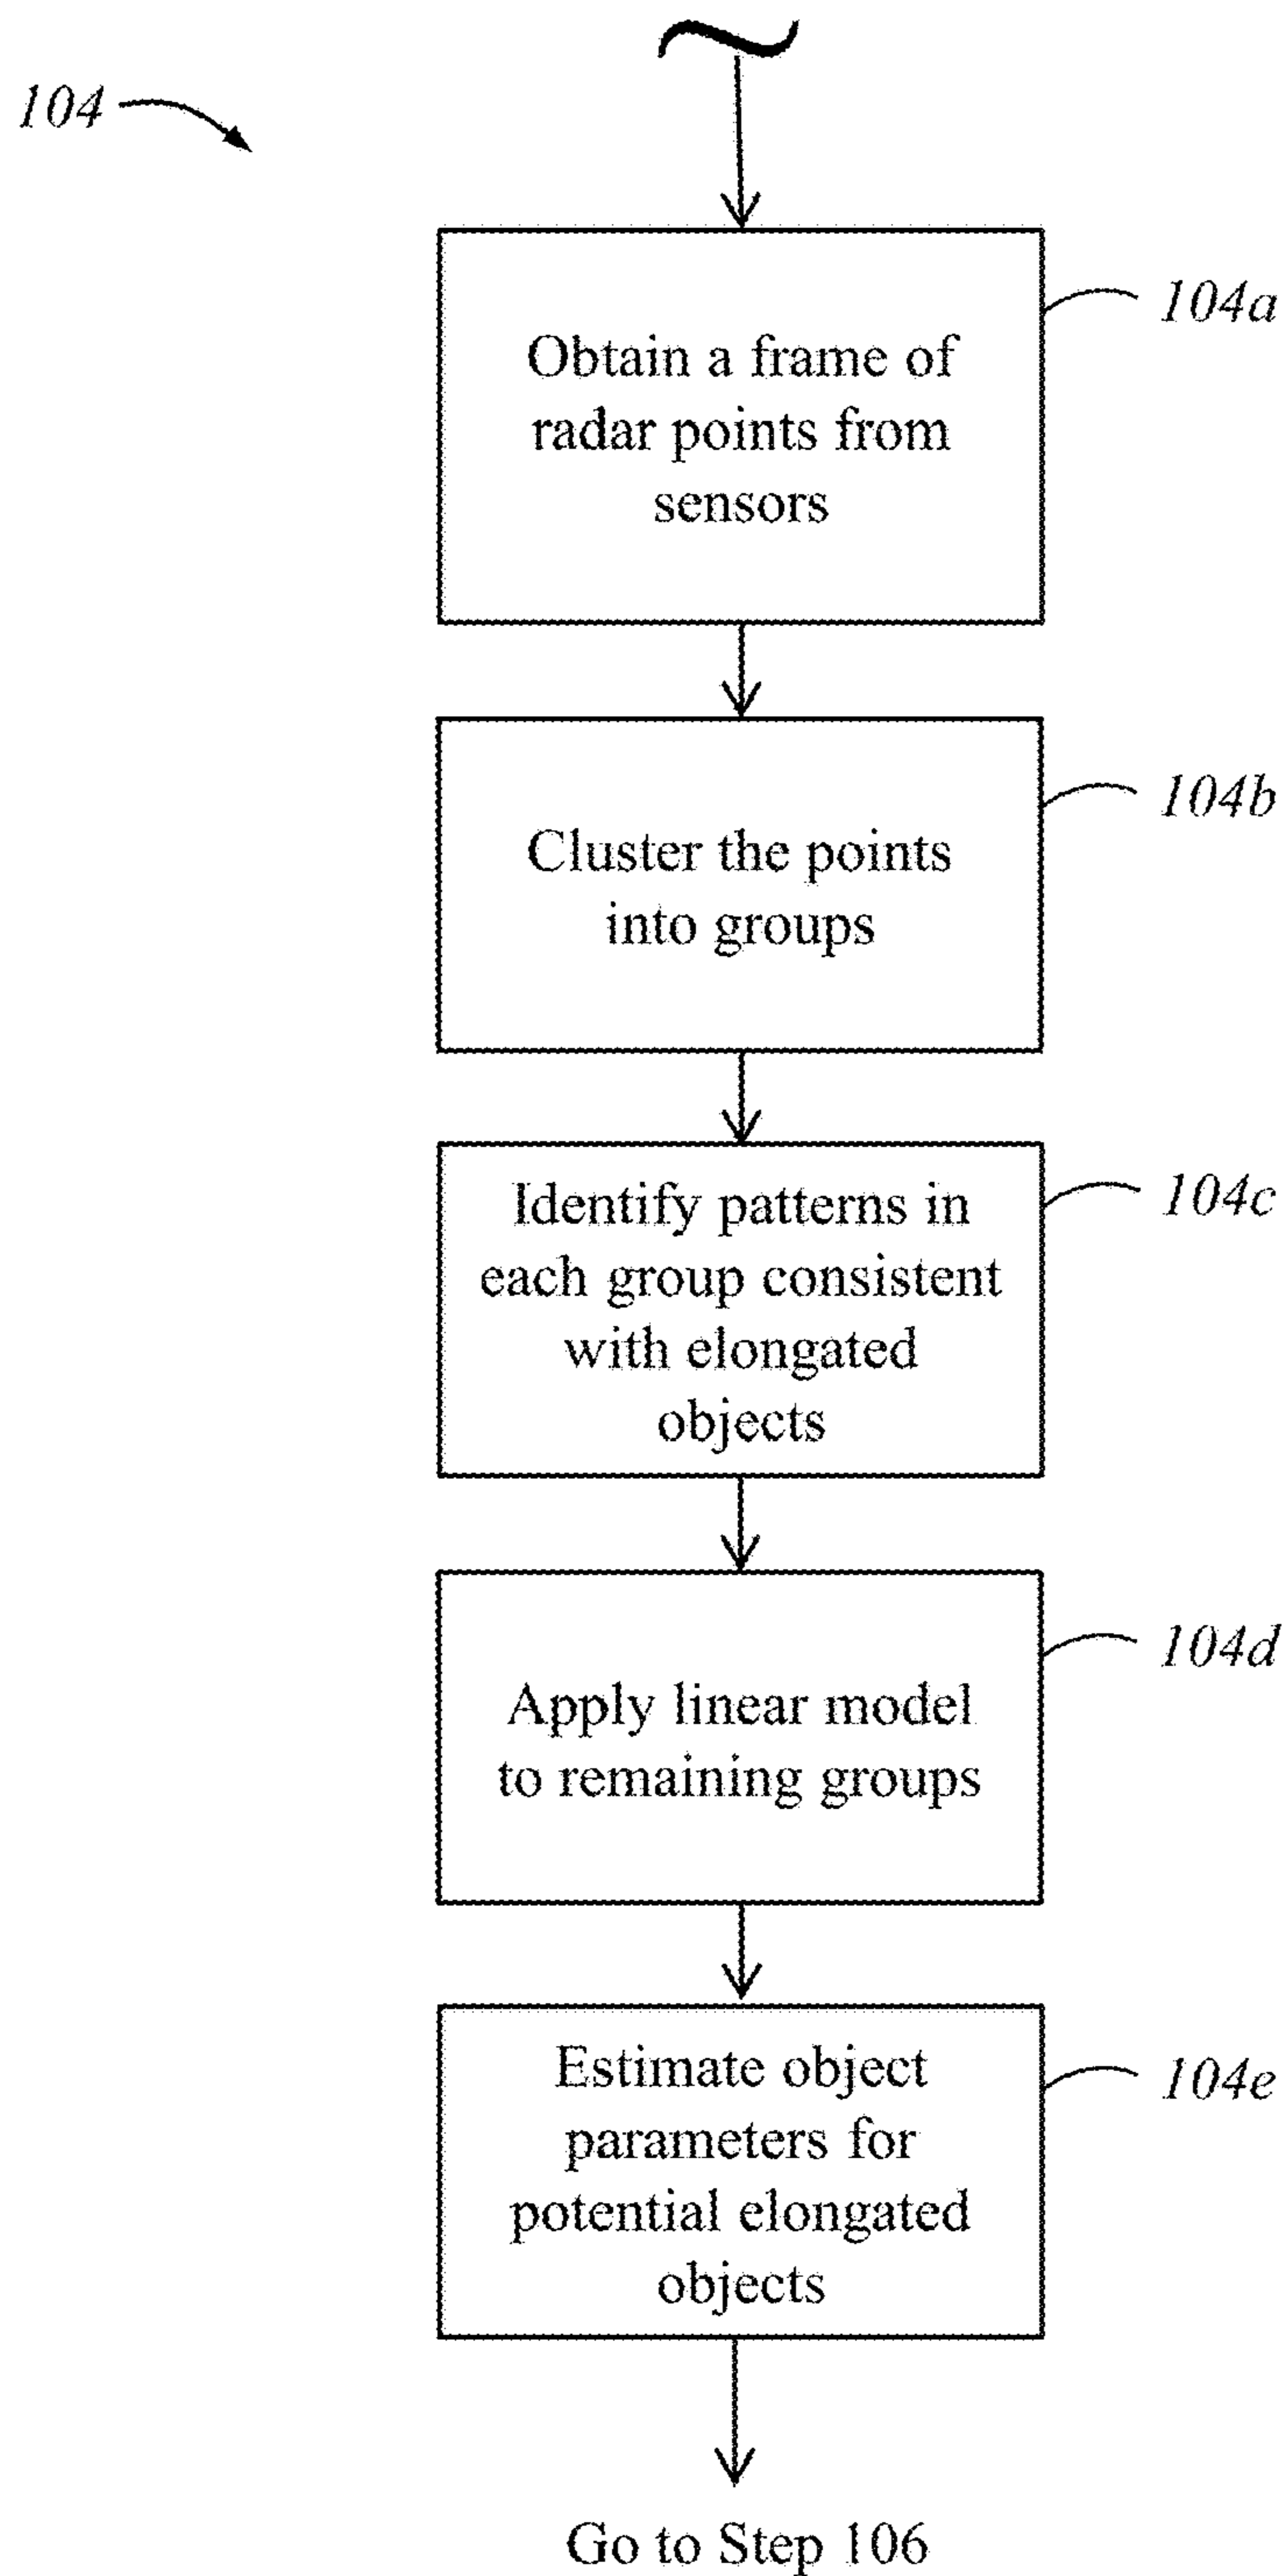 104
Obtain a frame of
radar points from
sensors
104a
Cluster the points
into groups
104b
Identify patterns in
each group consistent
with elongated
objects
104c
Apply linear model
to remaining groups
104d
Estimate object
parameters for
potential elongated
objects
104e
Go to Step 106